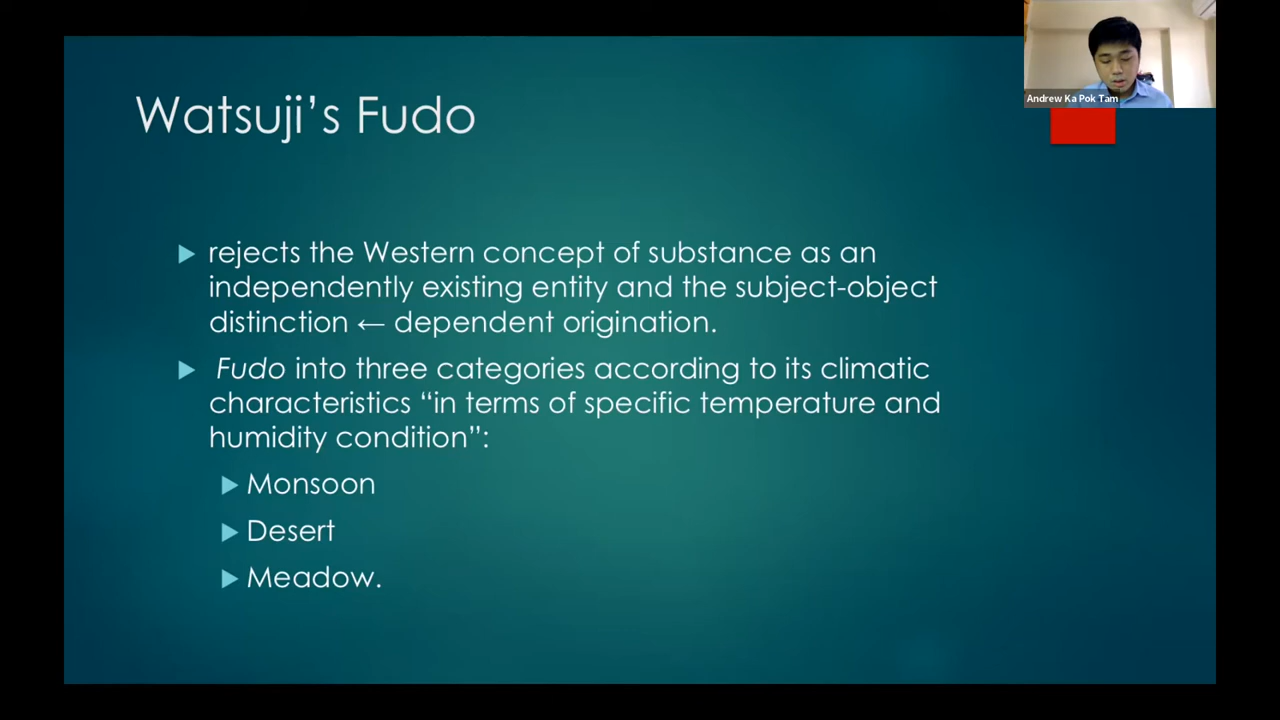 Watsuji's Fudo
Andrew Ka Pok Tam
rejects the Western concept of substance as an
independently existing entity and the subject-object
distinction ← dependent origination.
Fudo into three categories according to its climatic
characteristics “in terms of specific temperature and
humidity condition”:
Monsoon
Desert
Meadow.